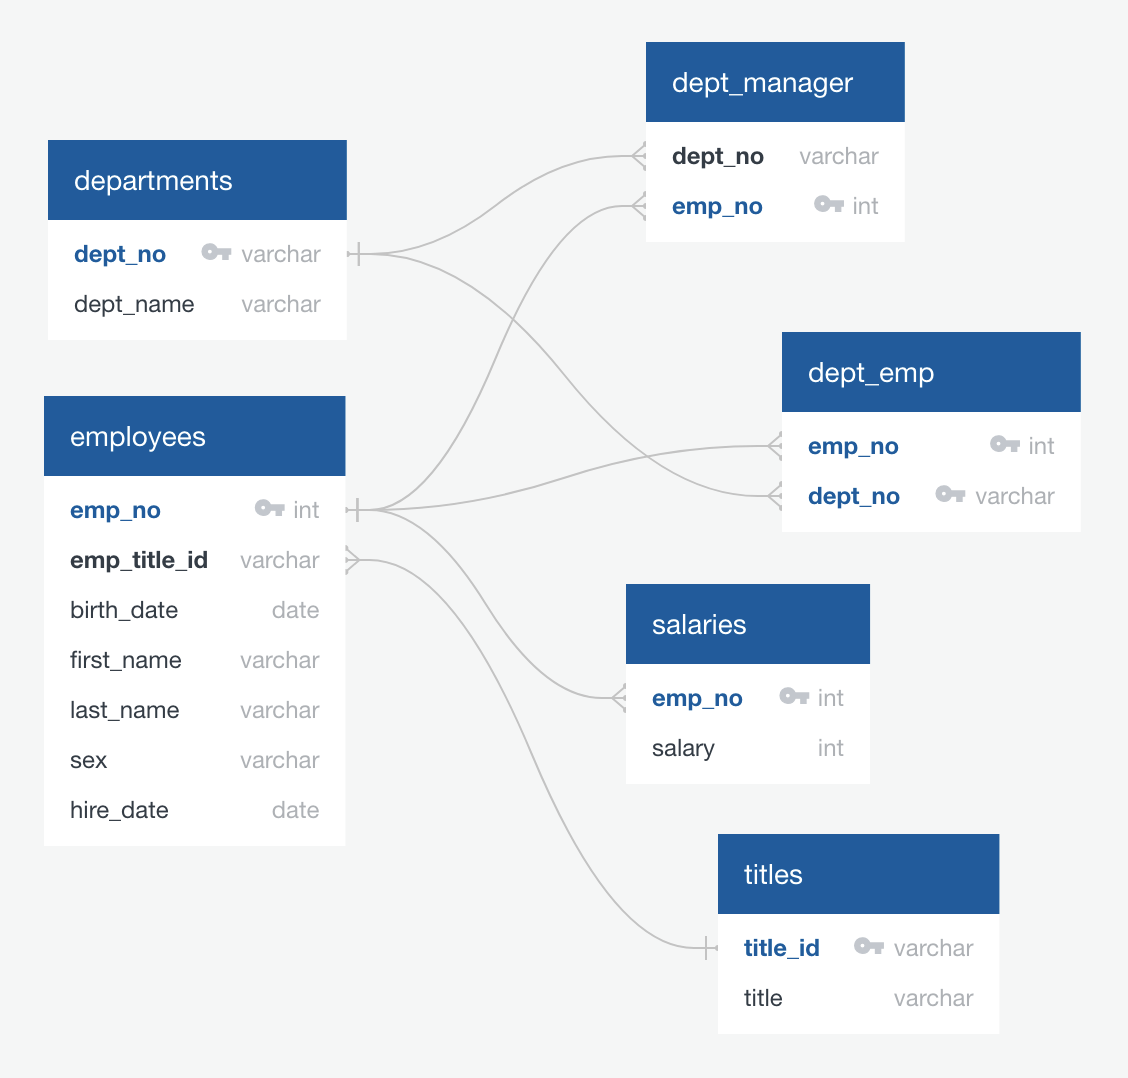 departments
dept_no varchar
dept_name varchar
employees
emp_no int
emp_title_id varchar
birth_date date
first_name varchar
last_name varchar
sex varchar
hire_date date
dept_manager
dept_no varchar
emp_no int
dept_emp
emp_no int
dept_no varchar
salaries
emp_no int
salary int
titles
title_id varchar
title varchar